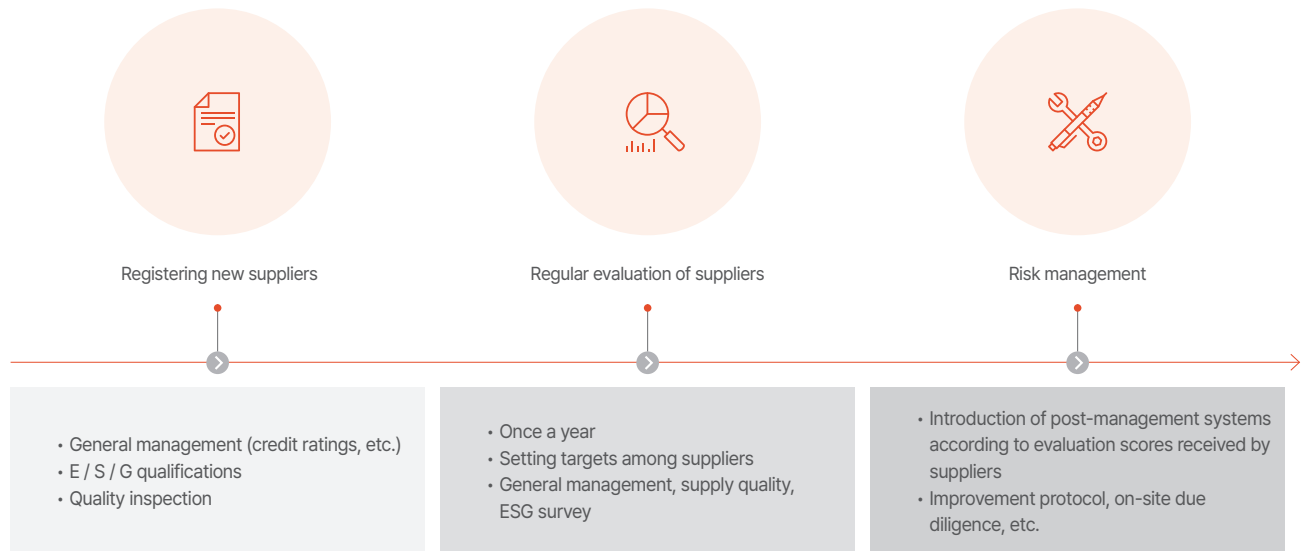 Registering new suppliers
Regular evaluation of suppliers
Risk management
• General management (credit ratings, etc.)
• E / S / G qualifications
• Quality inspection
• Once a year
• Setting targets among suppliers
• General management, supply quality,
ESG survey
• Introduction of post-management systems
according to evaluation scores received by
suppliers
• Improvement protocol, on-site due
diligence, etc.